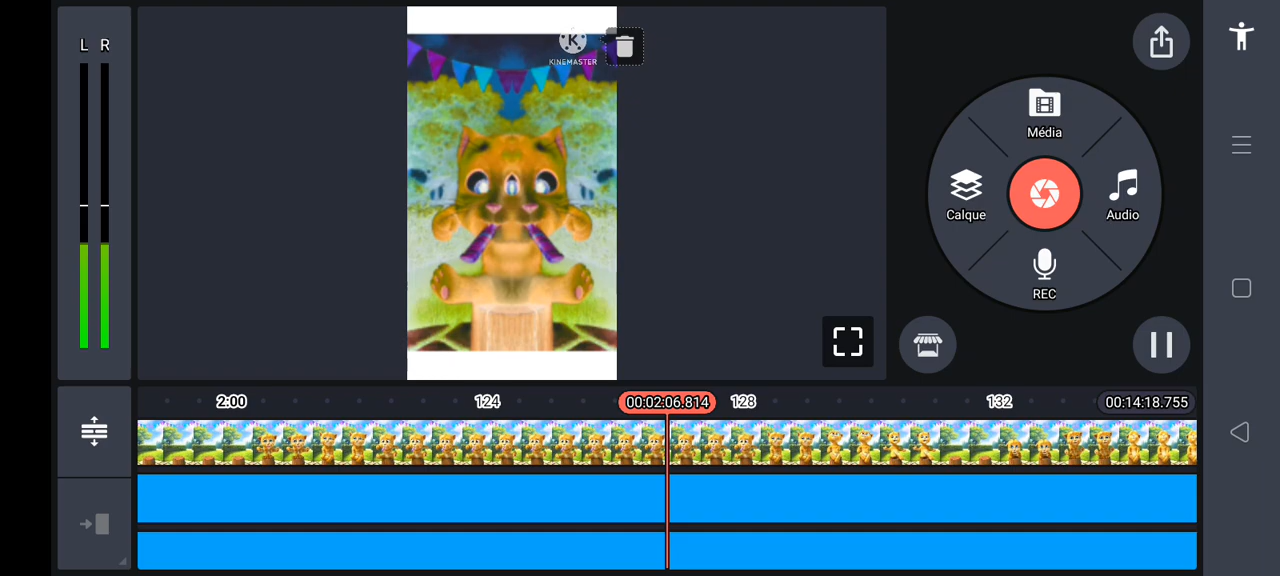 L R
KINEMASTER
Média
Calque
Audio
REC
2:00 124 00:02:06.814 128 132 00:14:18.755